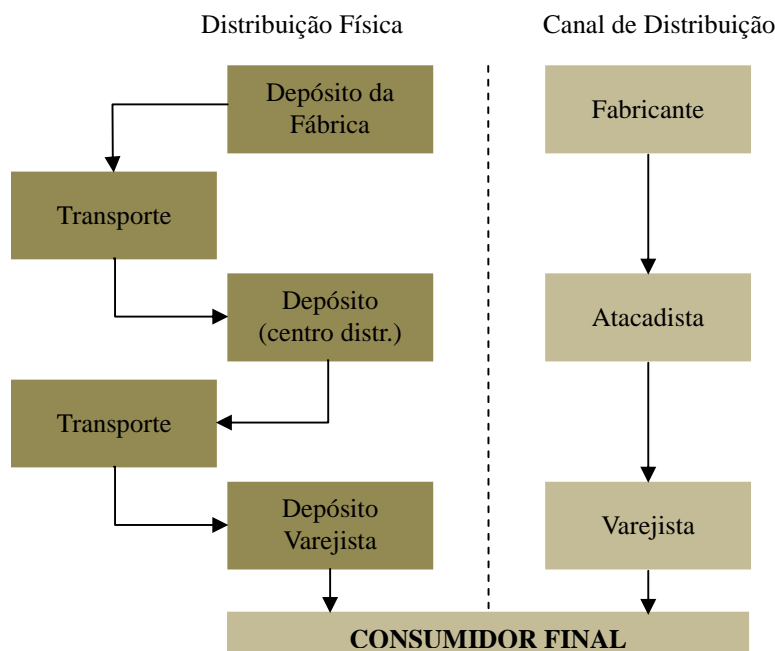 Distribuição Física
Canal de Distribuição
Depósito da
Fábrica
Fabricante
Transporte
Depósito
(centro distr.)
Atacadista
Transporte
Depósito
Varejista
Varejista
CONSUMIDOR FINAL